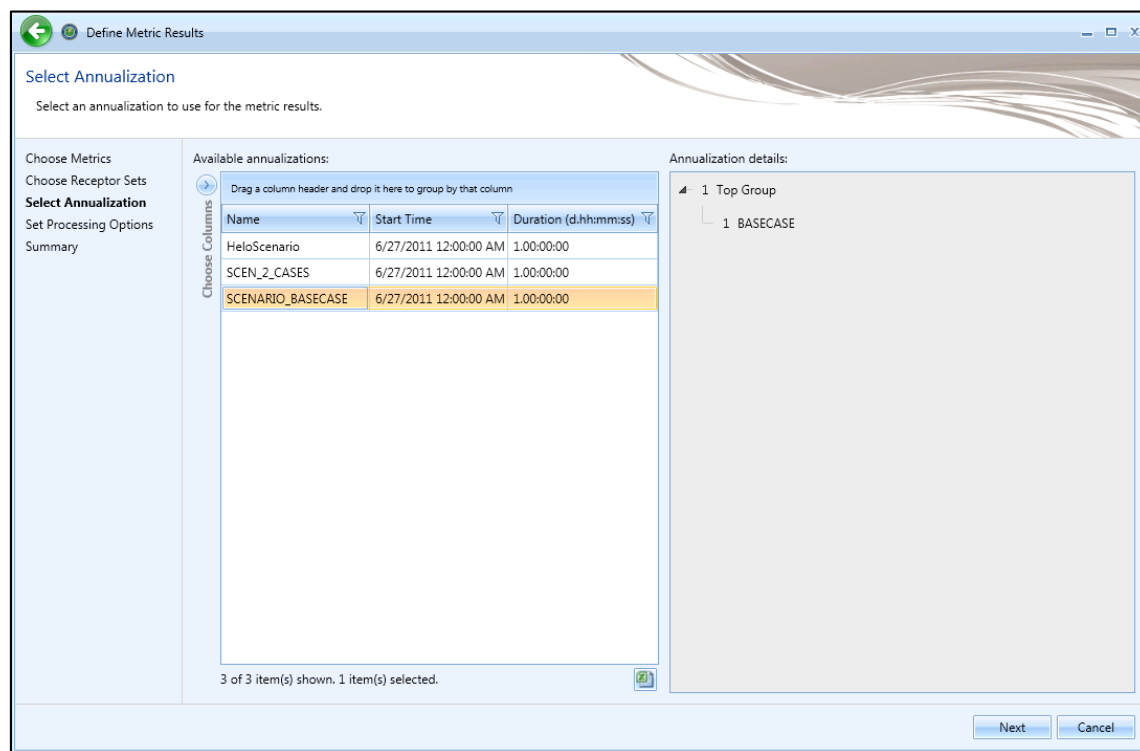 Define Metric Results
Select Annualization
Select an annualization to use for the metric results.
Choose Metrics
Choose Receptor Sets
Select Annualization
Set Processing Options
Summary
Available annualizations:
Choose Columns
Drag a column header and drop it here to group by that column
Name Start Time Duration (d.hh:mm:ss)
HeloScenario 6/27/2011 12:00:00 AM 1.00:00:00
SCEN_2_CASES 6/27/2011 12:00:00 AM 1.00:00:00
SCENARIO_BASECASE 6/27/2011 12:00:00 AM 1.00:00:00
3 of 3 item(s) shown. 1 item(s) selected.
Annualization details:
1 Top Group
1 BASECASE
Next Cancel